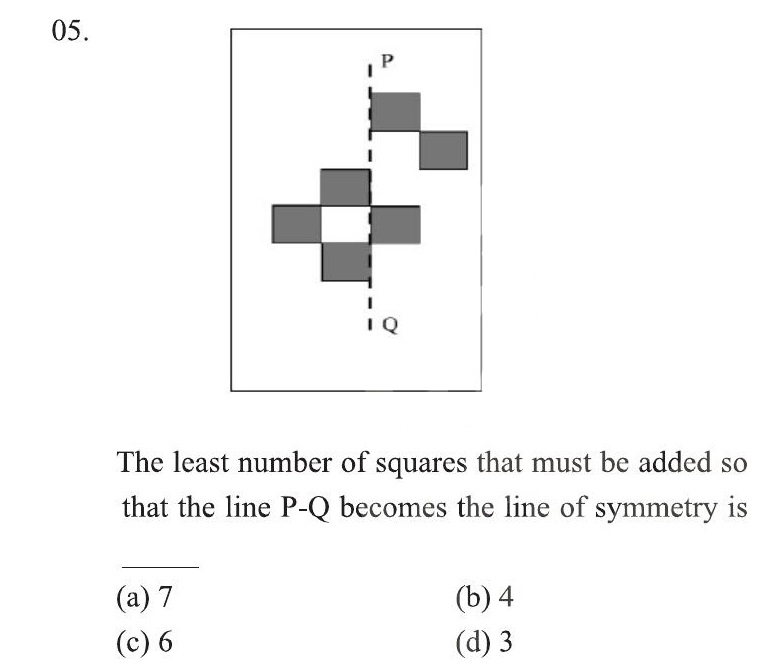 05.
P
Q
The least number of squares that must be added so
that the line P-Q becomes the line of symmetry is
(a) 7 (b) 4
(c) 6 (d) 3